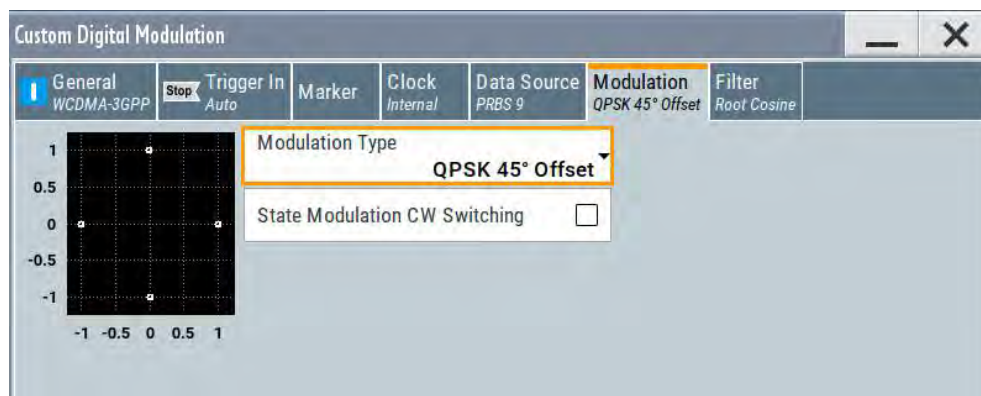 Custom Digital Modulation
General
WCDMA-3GPP
Stop
Trigger In
Auto
Marker
Clock
Internal
Data Source
PRBS 9
Modulation
QPSK 45° Offset
Filter
Root Cosine
1
0.5
0
-0.5
-1
-1 -0.5 0 0.5 1
Modulation Type
QPSK 45° Offset
State Modulation CW Switching